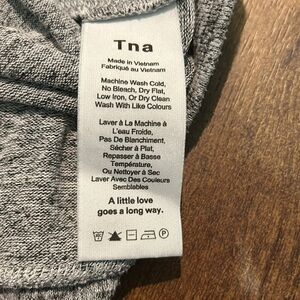 Tna
Made in Vietnam
Fabriqué au Vietnam
Machine Wash Cold,
No Bleach, Dry Flat,
Low Iron, Or Dry Clean
Wash With Like Colours
Laver À La Machine À
L'eau Froide,
Pas De Blanchiment,
Sécher à Plat,
Repasser à Basse
Température,
Ou Nettoyer à Sec
Laver Avec Des Couleurs
Semblables
A little love
goes a long way.